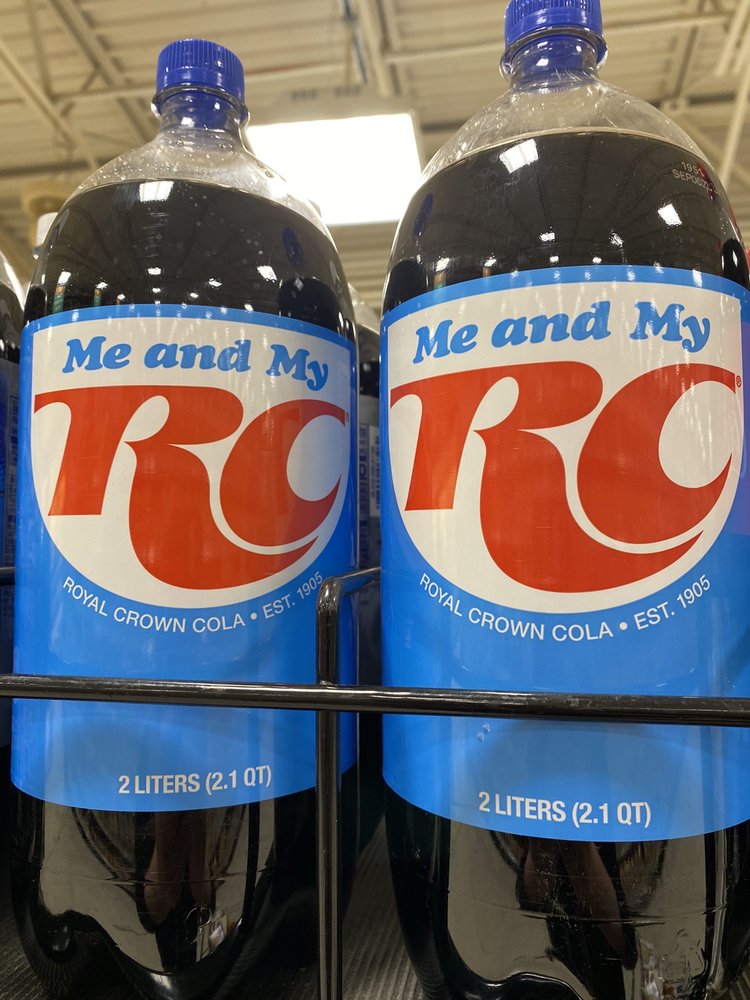 Me and My
RC
ROYAL CROWN COLA • EST. 1905
2 LITERS (2.1 QT)
Me and My
RC®
ROYAL CROWN COLA • EST. 1905
2 LITERS (2.1 QT)